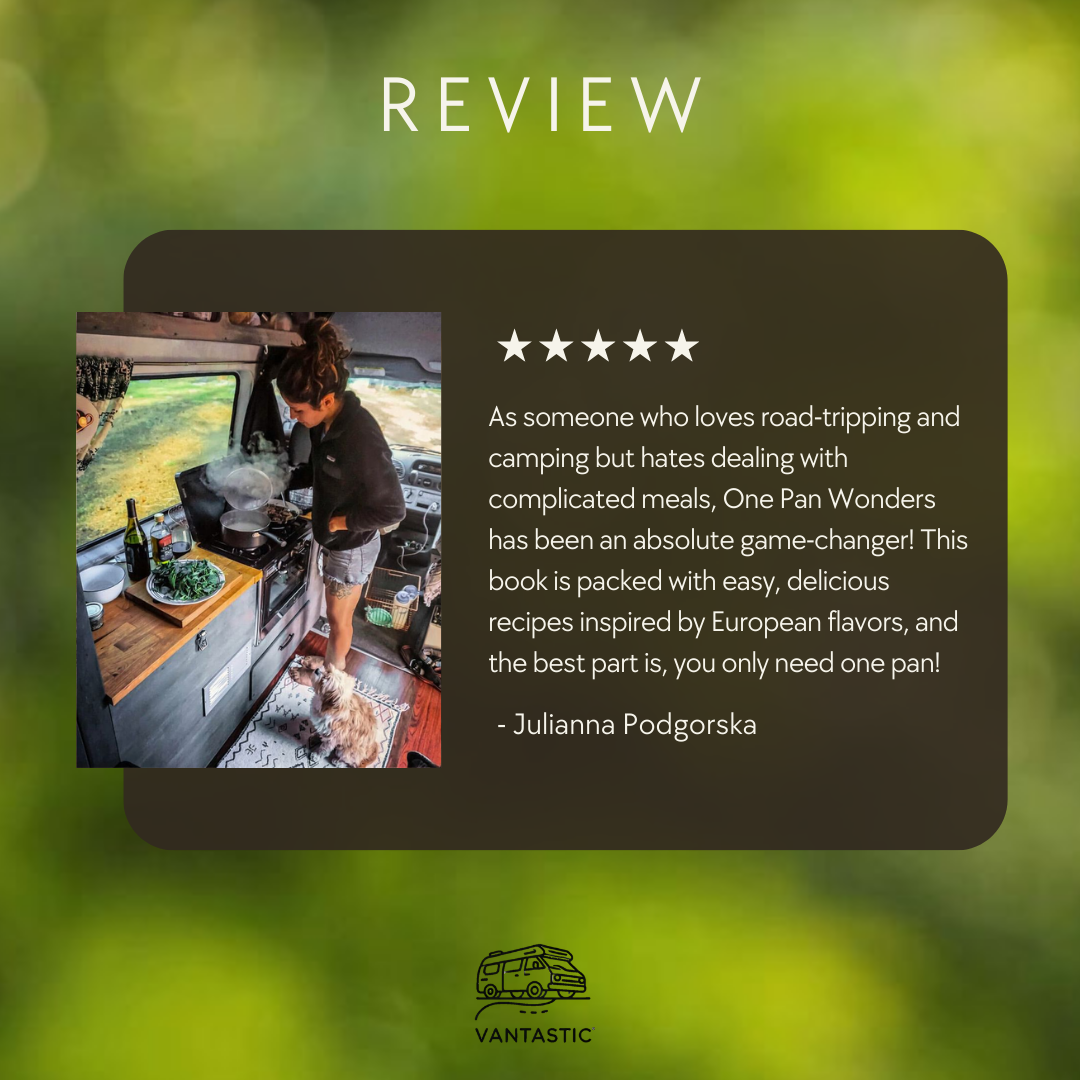 REVIEW
★★★★★
As someone who loves road-tripping and
camping but hates dealing with
complicated meals, One Pan Wonders
has been an absolute game-changer! This
book is packed with easy, delicious
recipes inspired by European flavors, and
the best part is, you only need one pan!
- Julianna Podgorska
VANTASTIC